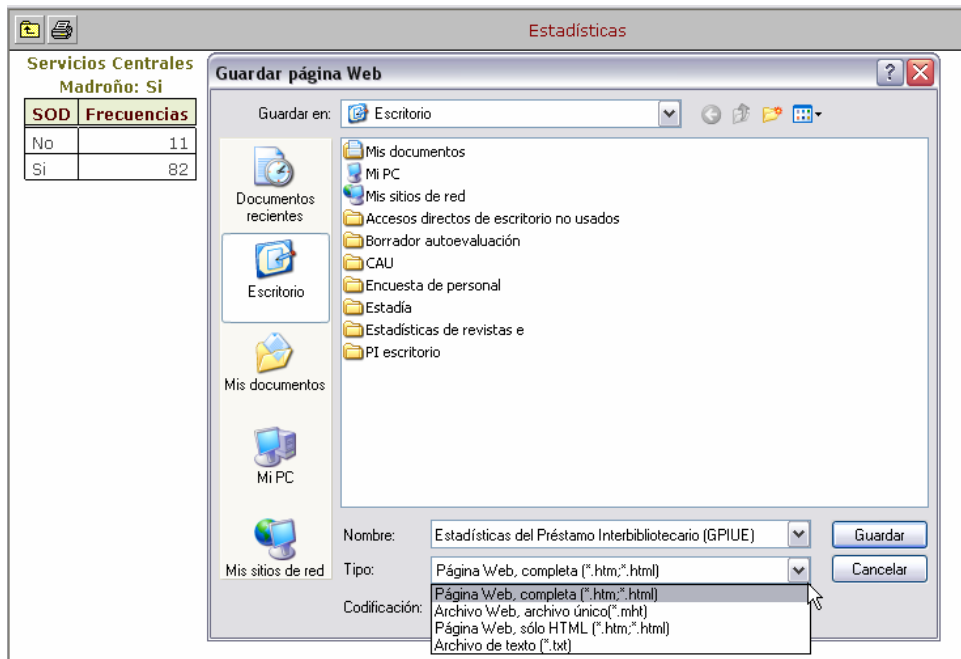 Estadísticas
Servicios Centrales
Madroño: Si
SOD Frecuencias
No 11
Si 82
Guardar página Web
Guardar en: Escritorio
Documentos
recientes
Escritorio
Mis documentos
Mi PC
Mis sitios de red
Mis documentos
Mi PC
Mis sitios de red
Accesos directos de escritorio no usados
Borrador autoevaluación
CAU
Encuesta de personal
Estadía
Estadísticas de revistas e
PI escritorio
Nombre: Estadísticas del Préstamo Interbibliotecario (GPIUE) Guardar
Tipo: Página Web, completa (*.htm;*.html) Cancelar
Codificación:
Página Web, completa (*.htm;*.html)
Archivo Web, archivo único(*.mht)
Página Web, sólo HTML (*.htm;*.html)
Archivo de texto (*.txt)